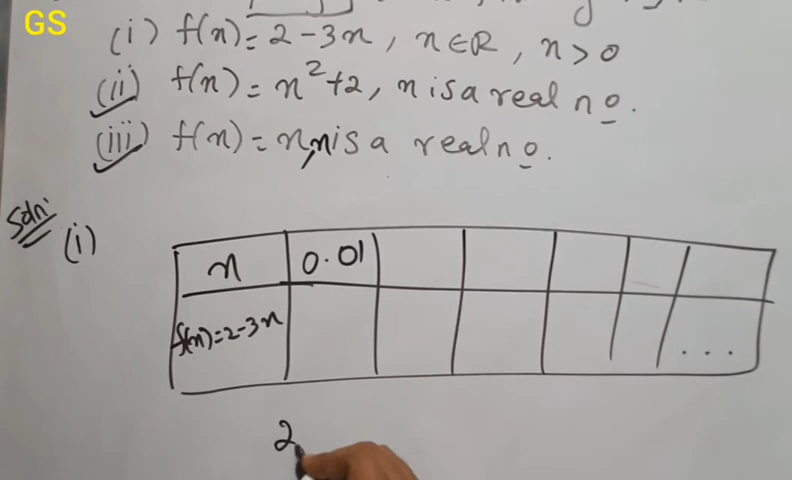 GS
(i) f(x) = 2 - 3x, x ∈ R, x > 0
(ii) f(x) = x² + 2, x is a real no.
(iii) f(x) = x, x is a real no.
Soln:
(i)
x 0.01
f(x) = 2 - 3x ...
2